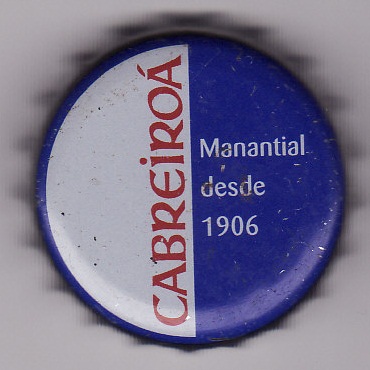 CABREIROÁ
Manantial
desde
1906